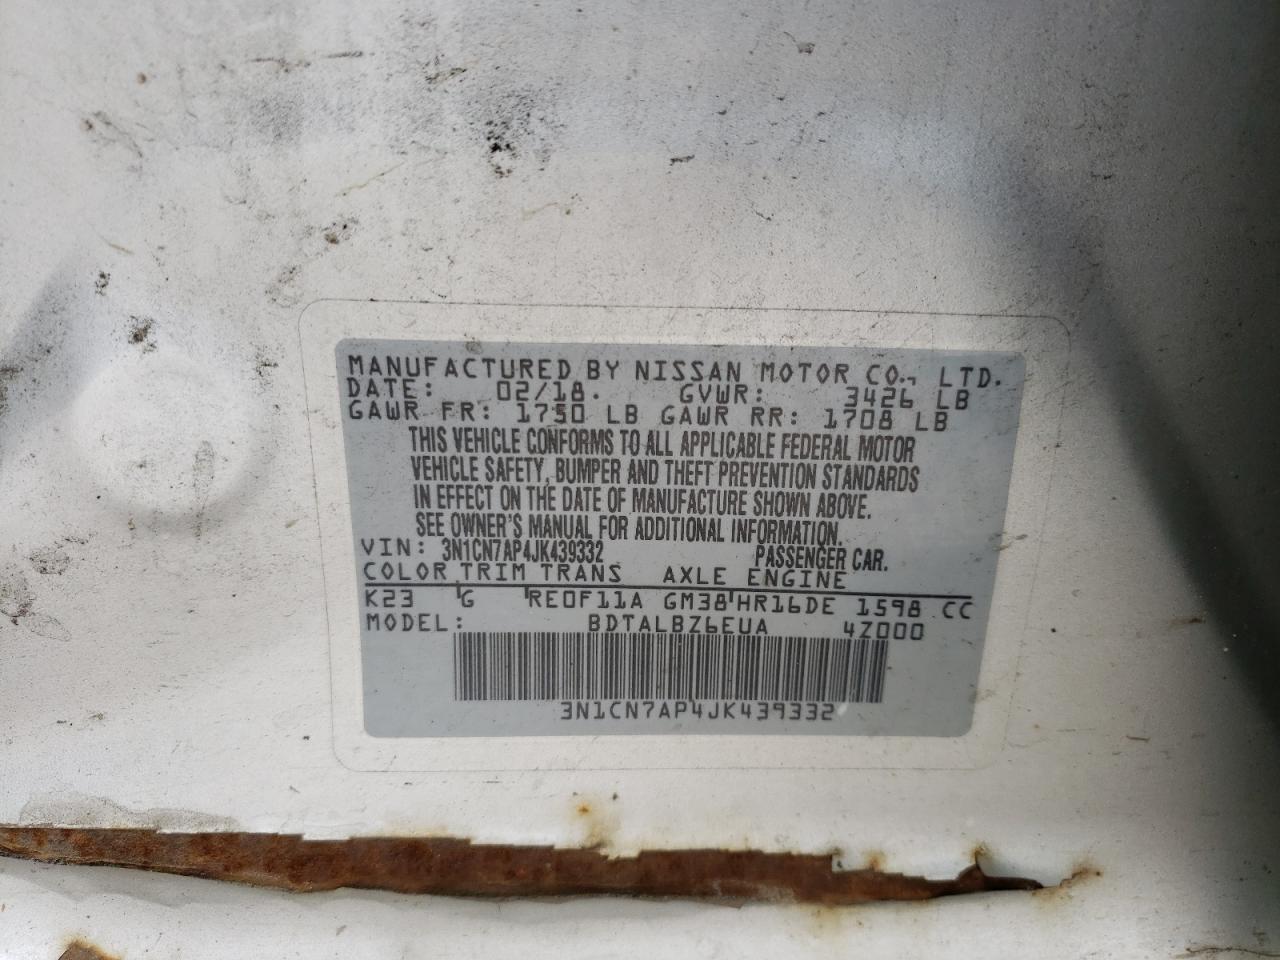 MANUFACTURED BY NISSAN MOTOR CO., LTD.
DATE: 02/18. GVWR: 3426 LB
GAWR FR: 1750 LB GAWR RR: 1708 LB
THIS VEHICLE CONFORMS TO ALL APPLICABLE FEDERAL MOTOR
VEHICLE SAFETY, BUMPER AND THEFT PREVENTION STANDARDS
IN EFFECT ON THE DATE OF MANUFACTURE SHOWN ABOVE.
SEE OWNER'S MANUAL FOR ADDITIONAL INFORMATION.
VIN: 3N1CN7AP4JK439332 PASSENGER CAR.
COLOR TRIM TRANS AXLE ENGINE
K23 G RE0F11A GM38 HR16DE 1598 CC
MODEL: BDTALBZ6EUA 4Z000
3N1CN7AP4JK439332